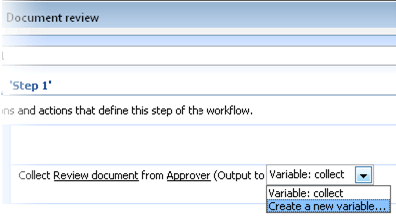 Document review
'Step 1'
and actions that define this step of the workflow.
Collect Review document from Approver (Output to Variable: collect
Variable: collect
Create a new variable...